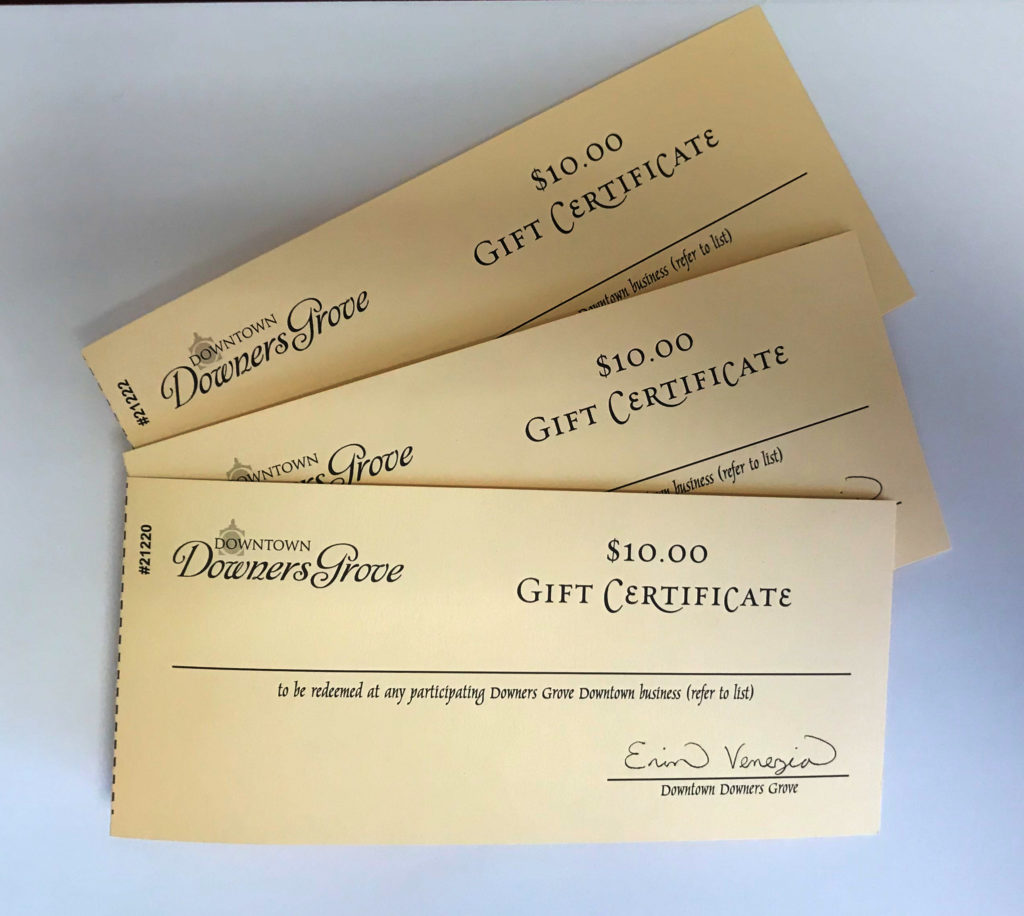 $10.00
GIFT CERTIFICATE
Downtown business (refer to list)
DOWNTOWN
Downers Grove
#21222
$10.00
GIFT CERTIFICATE
business (refer to list)
DOWNTOWN
Grove
#21220
DOWNTOWN
Downers Grove
$10.00
GIFT CERTIFICATE
to be redeemed at any participating Downers Grove Downtown business (refer to list)
Erin Venezia
Downtown Downers Grove